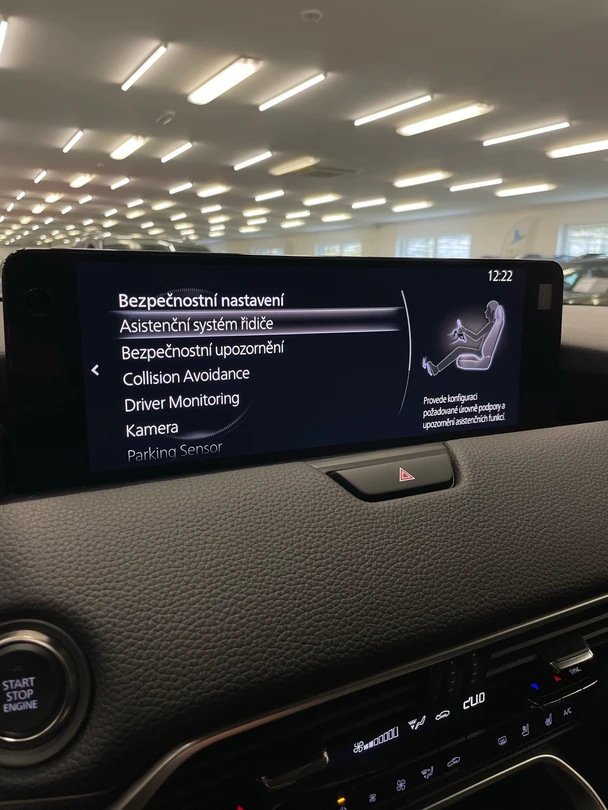 12:22
Bezpečnostní nastavení
Asistenční systém řidiče
Bezpečnostní upozornění
Collision Avoidance
Driver Monitoring
Kamera
Parking Sensor
Provede konfiguraci
požadované úrovně podpory a
upozornění asistenčních funkcí.
START
STOP
ENGINE
SYNC
A/C